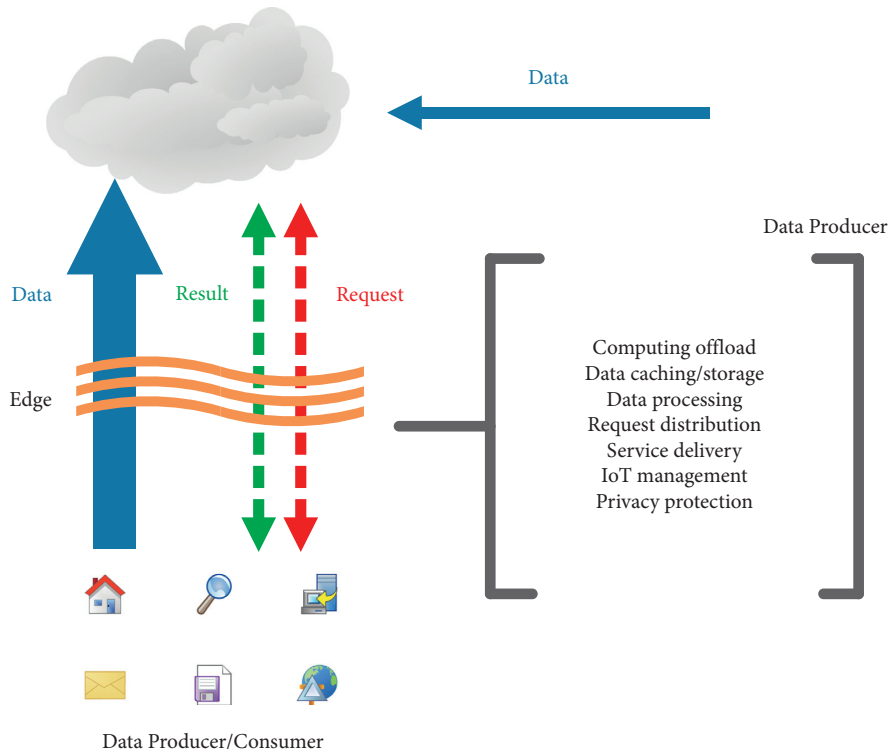 Data
Data Producer
Data
Result
Request
Edge
Computing offload
Data caching/storage
Data processing
Request distribution
Service delivery
IoT management
Privacy protection
Data Producer/Consumer